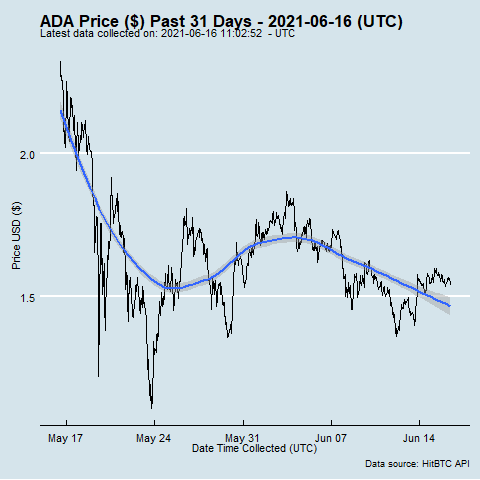 ADA Price ($) Past 31 Days - 2021-06-16 (UTC)
Latest data collected on: 2021-06-16 11:02:52  - UTC
Price USD ($)
2.0
1.5
May 17
May 24
May 31
Jun 07
Jun 14
Date Time Collected (UTC)
Data source: HitBTC API